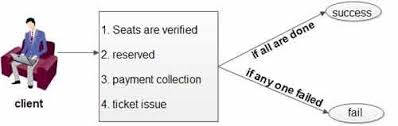 1. Seats are verified
2. reserved
3. payment collection
4. ticket issue
client
if all are done
if any one failed
success
fail